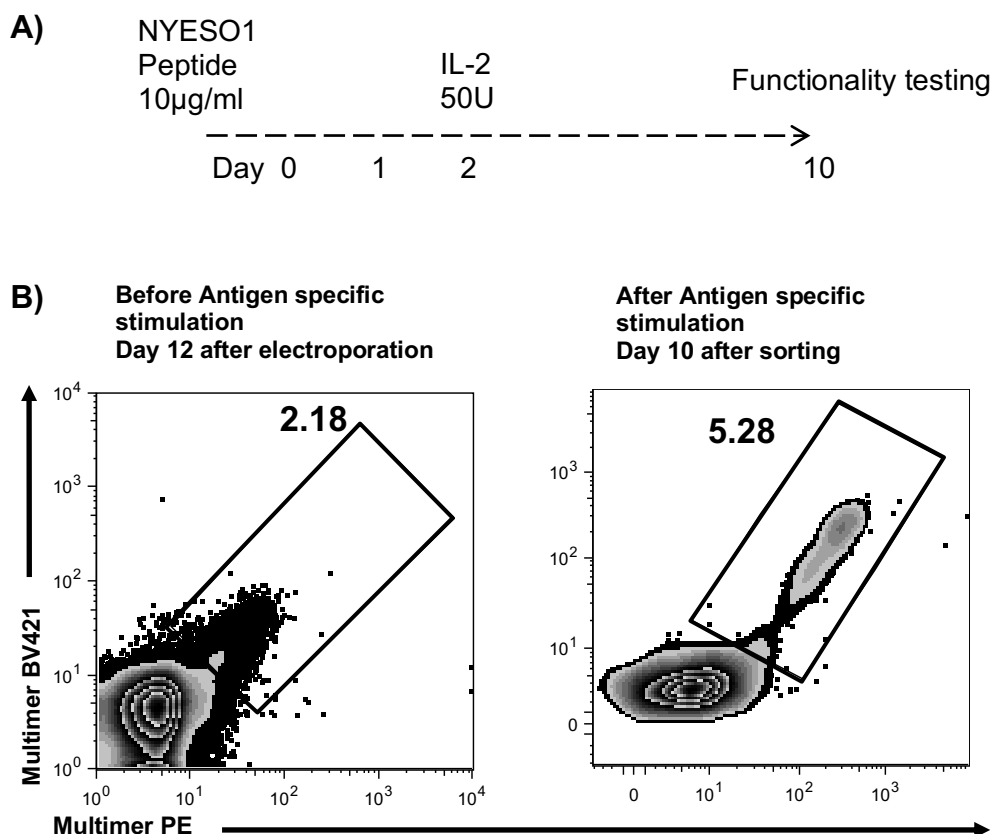 A)
NYESO1
Peptide
10µg/ml
IL-2
50U
Functionality testing
Day 0 1 2 10
B)
Before Antigen specific
stimulation
Day 12 after electroporation
After Antigen specific
stimulation
Day 10 after sorting
2.18
5.28
Multimer BV421
10^4
10^3
10^2
10^1
10^0
10^0 10^1 10^2 10^3 10^4
10^3
10^2
10^1
0
0 10^1 10^2 10^3
Multimer PE